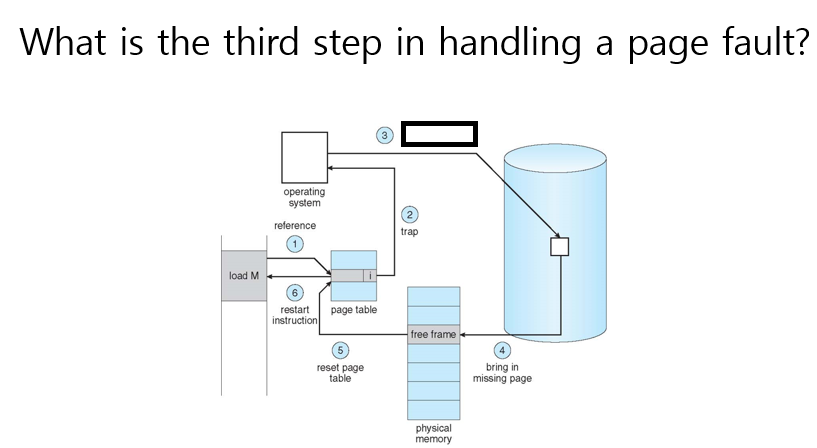 What is the third step in handling a page fault?
3
operating
system
2
trap
reference
1
load M
i
6
restart
instruction
page table
free frame
5
reset page
table
4
bring in
missing page
physical
memory